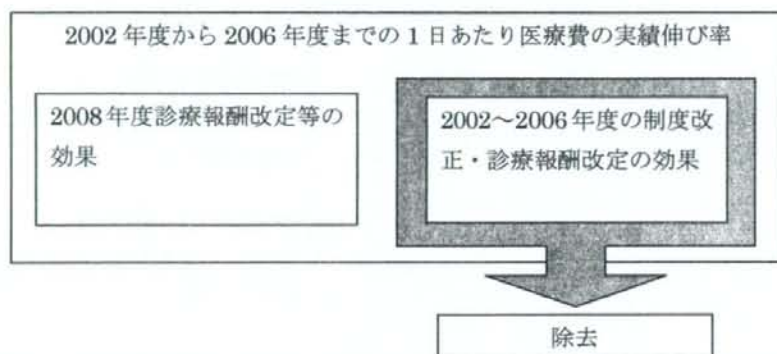 2002年度から2006年度までの1日あたり医療費の実績伸び率
2008年度診療報酬改定等の
効果
2002～2006年度の制度改
正・診療報酬改定の効果
除去